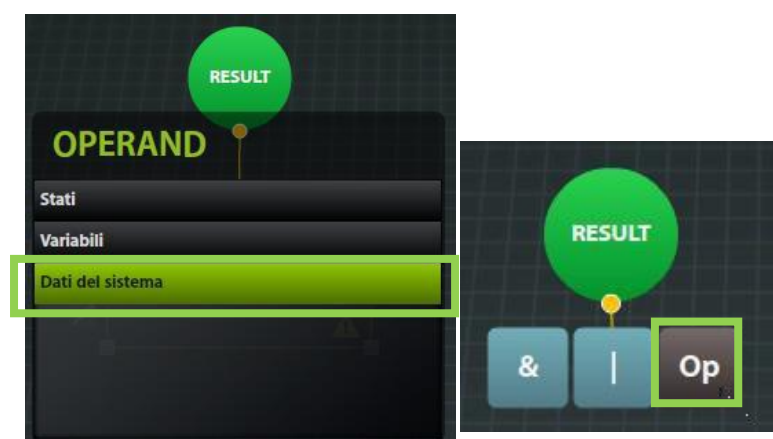 RESULT
OPERAND
Stati
Variabili
Dati del sistema
RESULT
& | Op